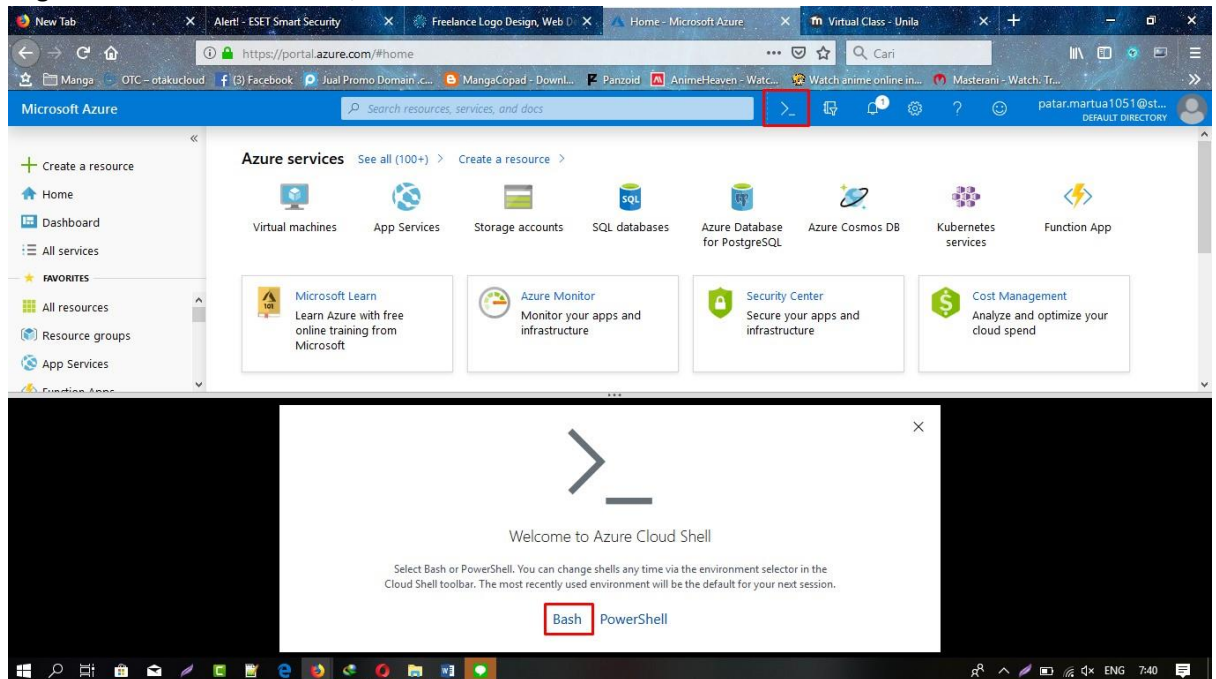 New Tab
Alert! - ESET Smart Security
Freelance Logo Design, Web D
Home - Microsoft Azure
Virtual Class - Unila
https://portal.azure.com/#home
Cari
Manga
OTC – otakucloud
(3) Facebook
Jual Promo Domain .c...
MangaCopad - Downl...
Panzoid
AnimeHeaven - Watc...
Watch anime online in...
Masterani - Watch. Tr...
Microsoft Azure
Search resources, services, and docs
1
patar.martua1051@st...
DEFAULT DIRECTORY
Create a resource
Home
Dashboard
All services
FAVORITES
All resources
Resource groups
App Services
Function Apps
Azure services
See all (100+) >
Create a resource >
Virtual machines
App Services
Storage accounts
SQL
SQL databases
Azure Database
for PostgreSQL
Azure Cosmos DB
Kubernetes
services
Function App
101
Microsoft Learn
Learn Azure with free
online training from
Microsoft
Azure Monitor
Monitor your apps and
infrastructure
Security Center
Secure your apps and
infrastructure
Cost Management
Analyze and optimize your
cloud spend
Welcome to Azure Cloud Shell
Select Bash or PowerShell. You can change shells any time via the environment selector in the
Cloud Shell toolbar. The most recently used environment will be the default for your next session.
Bash
PowerShell
ENG
7:40